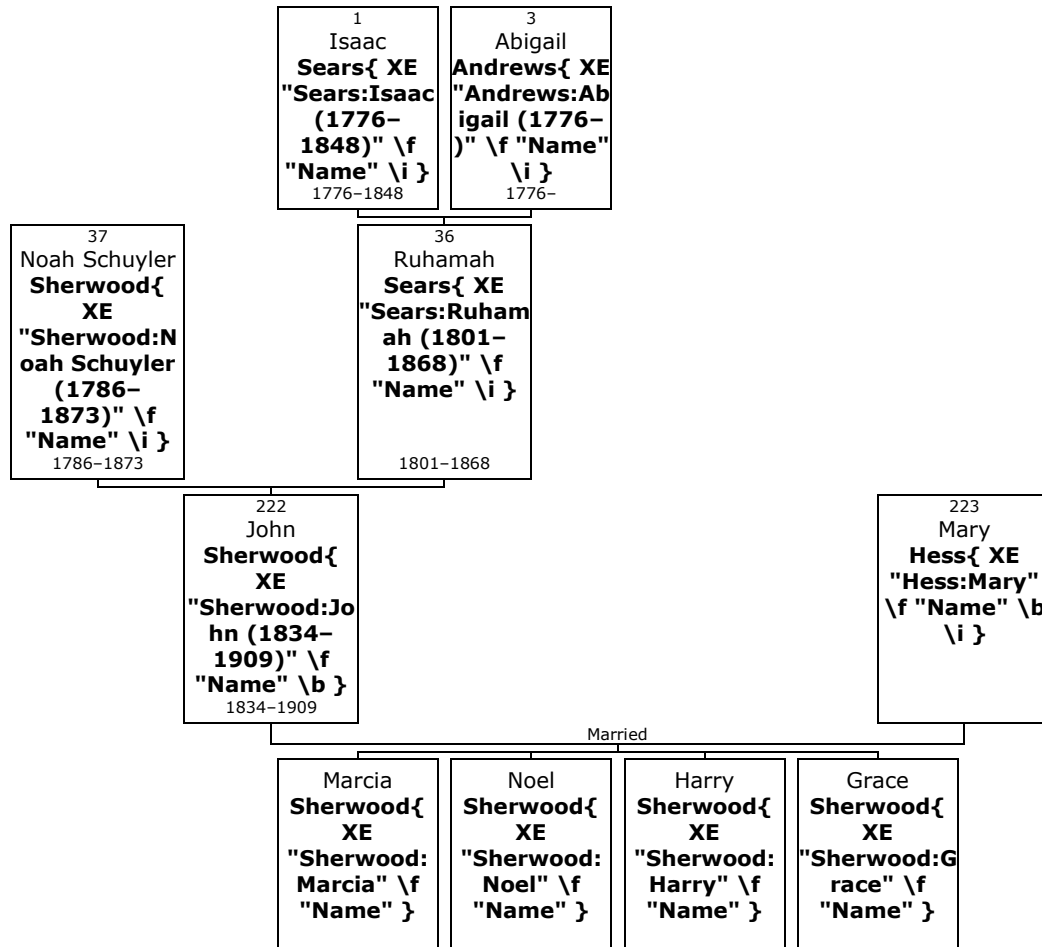 1
Isaac
Sears{ XE
"Sears:Isaac
(1776–
1848)" \f
"Name" \i }
1776–1848
3
Abigail
Andrews{ XE
"Andrews:Ab
igail (1776–
)" \f "Name"
\i }
1776–
37
Noah Schuyler
Sherwood{
XE
"Sherwood:N
oah Schuyler
(1786–
1873)" \f
"Name" \i }
1786–1873
36
Ruhamah
Sears{ XE
"Sears:Ruham
ah (1801–
1868)" \f
"Name" \i }
1801–1868
222
John
Sherwood{
XE
"Sherwood:Jo
hn (1834–
1909)" \f
"Name" \b }
1834–1909
223
Mary
Hess{ XE
"Hess:Mary"
\f "Name" \b
\i }
Married
Marcia
Sherwood{
XE
"Sherwood:
Marcia" \f
"Name" }
Noel
Sherwood{
XE
"Sherwood:
Noel" \f
"Name" }
Harry
Sherwood{
XE
"Sherwood:
Harry" \f
"Name" }
Grace
Sherwood{
XE
"Sherwood:G
race" \f
"Name" }